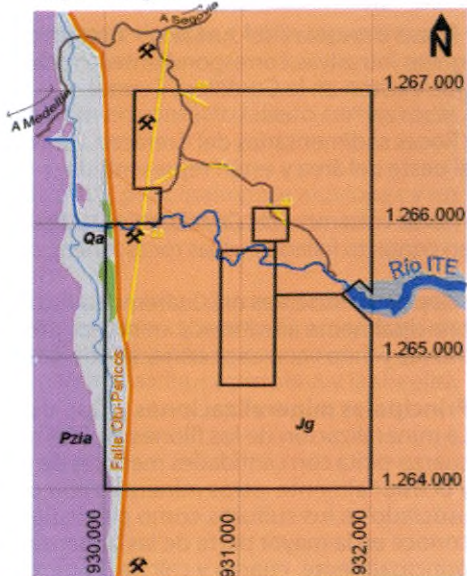 A Segovia
N
1.267.000
A Medellín
1.266.000
Qa
Río ITE
1.265.000
Falla Otú-Pericos
Pzia
Jg
1.264.000
930.000
931.000
932.000